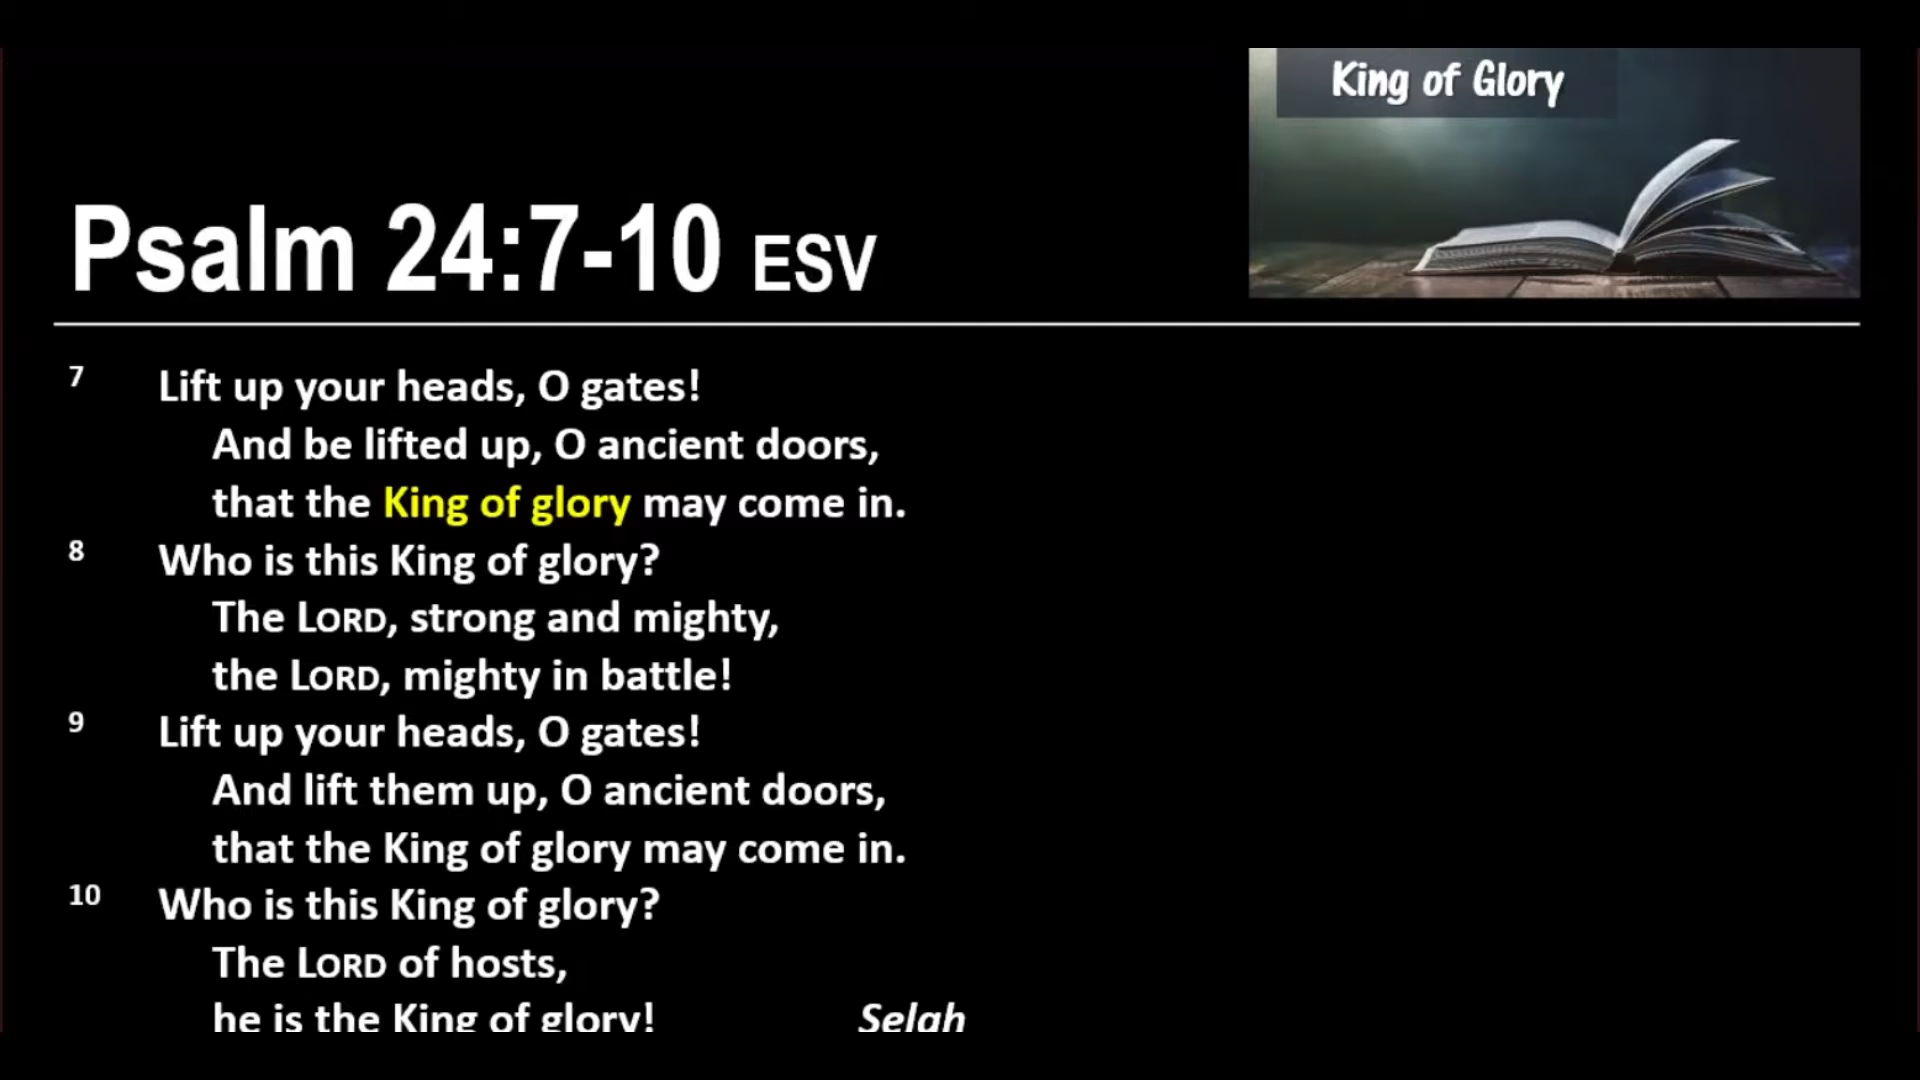 King of Glory
Psalm 24:7-10 ESV
7 Lift up your heads, O gates!
And be lifted up, O ancient doors,
that the King of glory may come in.
8 Who is this King of glory?
The LORD, strong and mighty,
the LORD, mighty in battle!
9 Lift up your heads, O gates!
And lift them up, O ancient doors,
that the King of glory may come in.
10 Who is this King of glory?
The LORD of hosts,
he is the King of glory! Selah